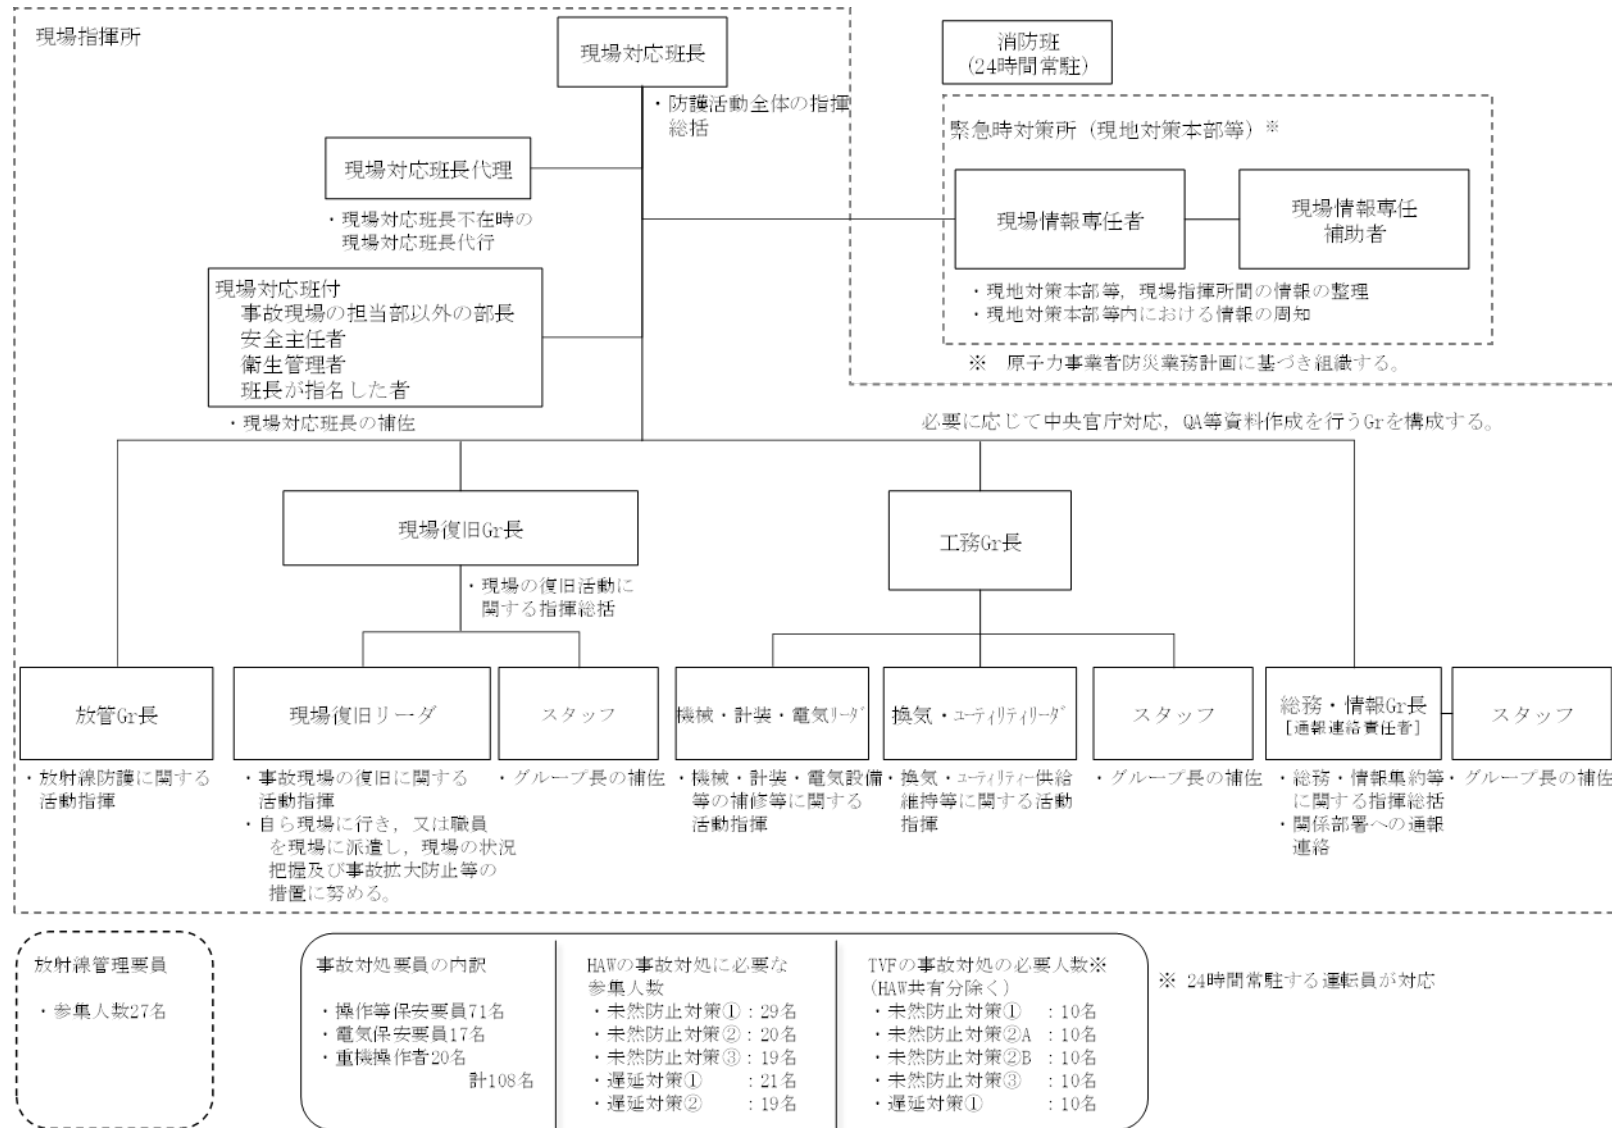 現場指揮所
現場対応班長
・防護活動全体の指揮
総括
消防班
(24時間常駐)
緊急時対策所（現地対策本部等）※
現場対応班長代理
・現場対応班長不在時の
現場対応班長代行
現場情報専任者
現場情報専任
補助者
・現地対策本部等，現場指揮所間の情報の整理
・現地対策本部等内における情報の周知
※　原子力事業者防災業務計画に基づき組織する。
現場対応班付
事故現場の担当部以外の部長
安全主任者
衛生管理者
班長が指名した者
・現場対応班長の補佐
必要に応じて中央官庁対応，QA等資料作成を行うGrを構成する。
現場復旧Gr長
・現場の復旧活動に
関する指揮総括
工務Gr長
放管Gr長
・放射線防護に関する
活動指揮
現場復旧リーダ
・事故現場の復旧に関する
活動指揮
・自ら現場に行き，又は職員
を現場に派遣し，現場の状況
把握及び事故拡大防止等の
措置に努める。
スタッフ
・グループ長の補佐
機械・計装・電気ﾘｰﾀﾞ
・機械・計装・電気設備
等の補修等に関する
活動指揮
換気・ﾕｰﾃｨﾘﾃｨﾘｰﾀﾞ
・換気・ﾕｰﾃｨﾘﾃｨｰ供給
維持等に関する活動
指揮
スタッフ
・グループ長の補佐
総務・情報Gr長
[通報連絡責任者]
・総務・情報集約等
に関する指揮総括
・関係部署への通報
連絡
スタッフ
・グループ長の補佐
放射線管理要員
・参集人数27名
事故対処要員の内訳
・操作等保安要員71名
・電気保安要員17名
・重機操作者20名
計108名
HAWの事故対処に必要な
参集人数
・未然防止対策①：29名
・未然防止対策②：20名
・未然防止対策③：19名
・遅延対策①　　：21名
・遅延対策②　　：19名
TVFの事故対処の必要人数※
(HAW共有分除く)
・未然防止対策①　：10名
・未然防止対策②A ：10名
・未然防止対策②B ：10名
・未然防止対策③　：10名
・遅延対策①　　　：10名
※ 24時間常駐する運転員が対応